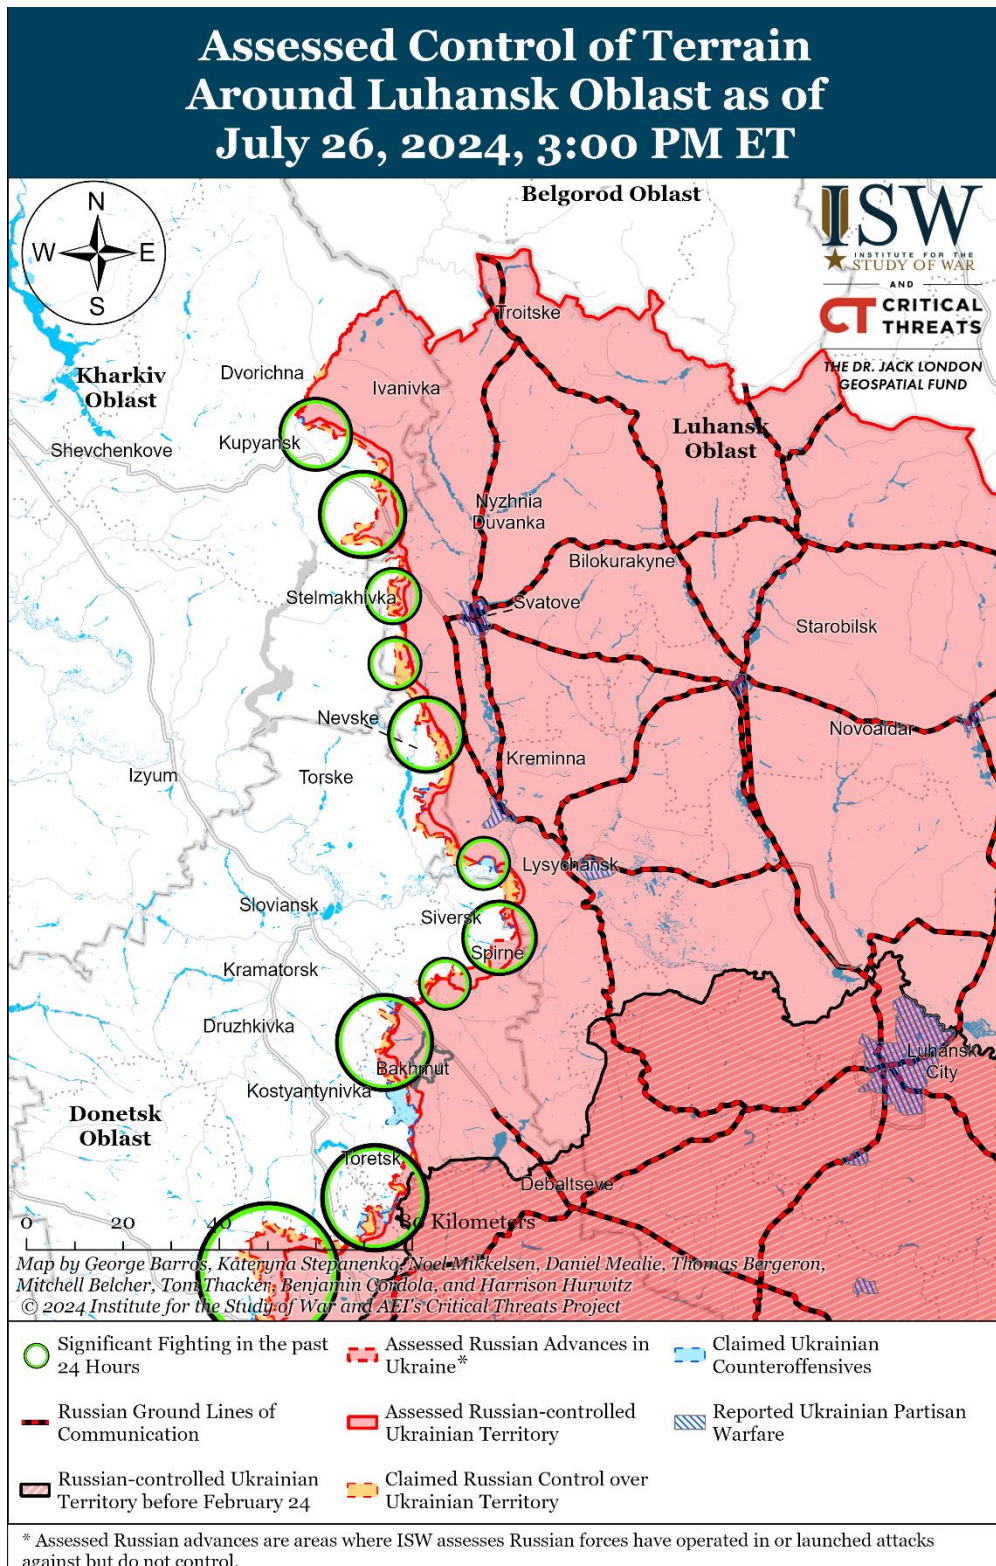 Assessed Control of Terrain
Around Luhansk Oblast as of
July 26, 2024, 3:00 PM ET
Belgorod Oblast
N
W
E
S
ISW
INSTITUTE FOR THE
STUDY OF WAR
AND
CT CRITICAL
THREATS
THE DR. JACK LONDON
GEOSPATIAL FUND
Troitske
Dvorichna
Ivanivka
Kharkiv
Oblast
Kupyansk
Shevchenkove
Luhansk
Oblast
Nyzhnia
Duvanka
Bilokurakyne
Stelmakhivka
Svatove
Starobilsk
Nevske
Novoaidar
Kreminna
Izyum
Torske
Lysychansk
Sloviansk
Siversk
Spirne
Kramatorsk
Druzhkivka
Luhansk
City
Bakhmut
Kostyantynivka
Donetsk
Oblast
Toretsk
Debaltseve
0 20 40 80 Kilometers
Map by George Barros, Kateryna Stepanenko, Noel Mikkelsen, Daniel Mealie, Thomas Bergeron,
Mitchell Belcher, Tom Thacker, Benjamin Cordola, and Harrison Hurwitz
© 2024 Institute for the Study of War and AEI's Critical Threats Project
Significant Fighting in the past
24 Hours
Russian Ground Lines of
Communication
Russian-controlled Ukrainian
Territory before February 24
Assessed Russian Advances in
Ukraine*
Assessed Russian-controlled
Ukrainian Territory
Claimed Russian Control over
Ukrainian Territory
Claimed Ukrainian
Counteroffensives
Reported Ukrainian Partisan
Warfare
* Assessed Russian advances are areas where ISW assesses Russian forces have operated in or launched attacks
against but do not control.